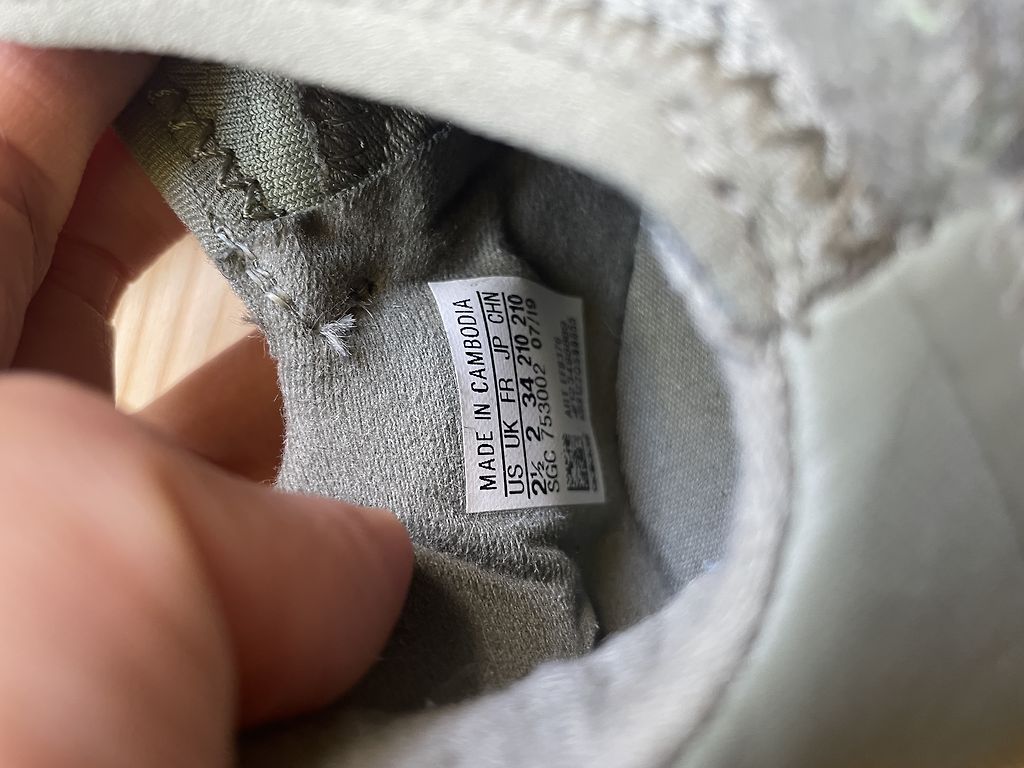 MADE IN CAMBODIA
US UK FR JP CHN
2½ 2 34 210 210
SGC 753002 07/19